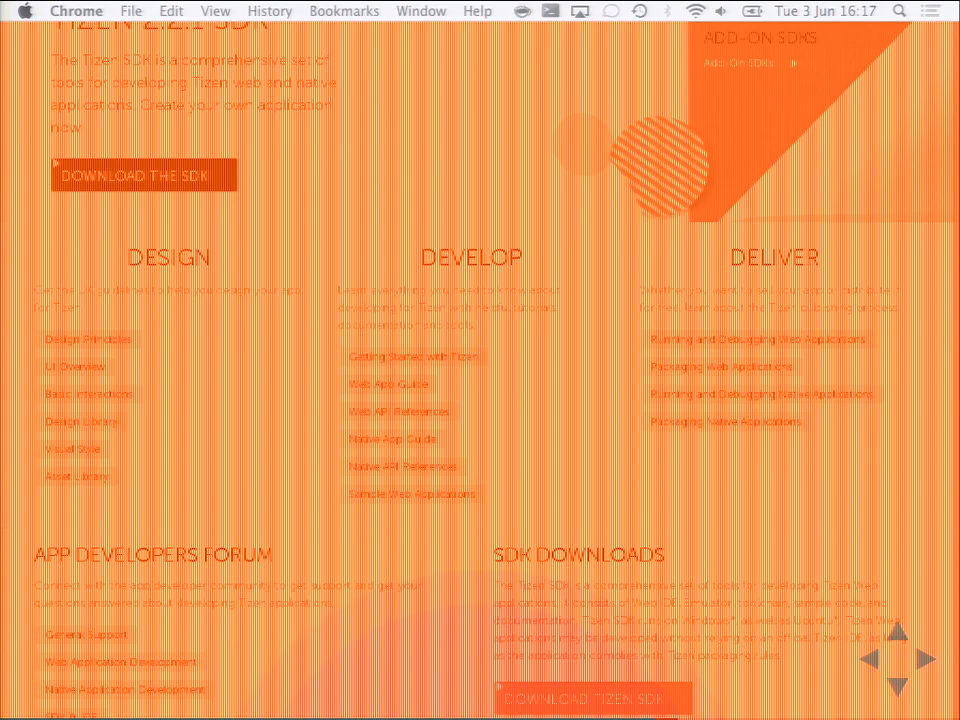 Chrome File Edit View History Bookmarks Window Help Tue 3 Jun 16:17
TIZEN 2.2.1 SDK
The Tizen SDK is a comprehensive set of
tools for developing Tizen web and native
applications. Create your own application
now.
DOWNLOAD THE SDK
ADD-ON SDKS
Add-On SDKs
DESIGN
Get the UX guidelines to help you design your app
for Tizen.
Design Principles
UI Overview
Basic Interactions
Design Library
Visual Style
Asset Library
DEVELOP
Learn everything you need to know about
developing for Tizen with helpful tutorials,
documentation and tools.
Getting Started with Tizen
Web App Guide
Web API References
Native App Guide
Native API References
Sample Web Applications
DELIVER
Whether you want to sell your app or distribute it
for free, learn about the Tizen publishing process.
Running and Debugging Web Applications
Packaging Web Applications
Running and Debugging Native Applications
Packaging Native Applications
APP DEVELOPERS FORUM
Connect with the app developer community to get support and get your
questions answered about developing Tizen applications.
General Support
Web Application Development
Native Application Development
SDK & IDE
SDK DOWNLOADS
The Tizen SDK is a comprehensive set of tools for developing Tizen Web
applications. It consists of Web IDE, Emulator, toolchain, sample code, and
documentation. Tizen SDK runs on Windows*, as well as Ubuntu*. Tizen Web
applications may be developed without relying on an official Tizen IDE, as
as the application complies with Tizen packaging rules.
DOWNLOAD TIZEN SDK